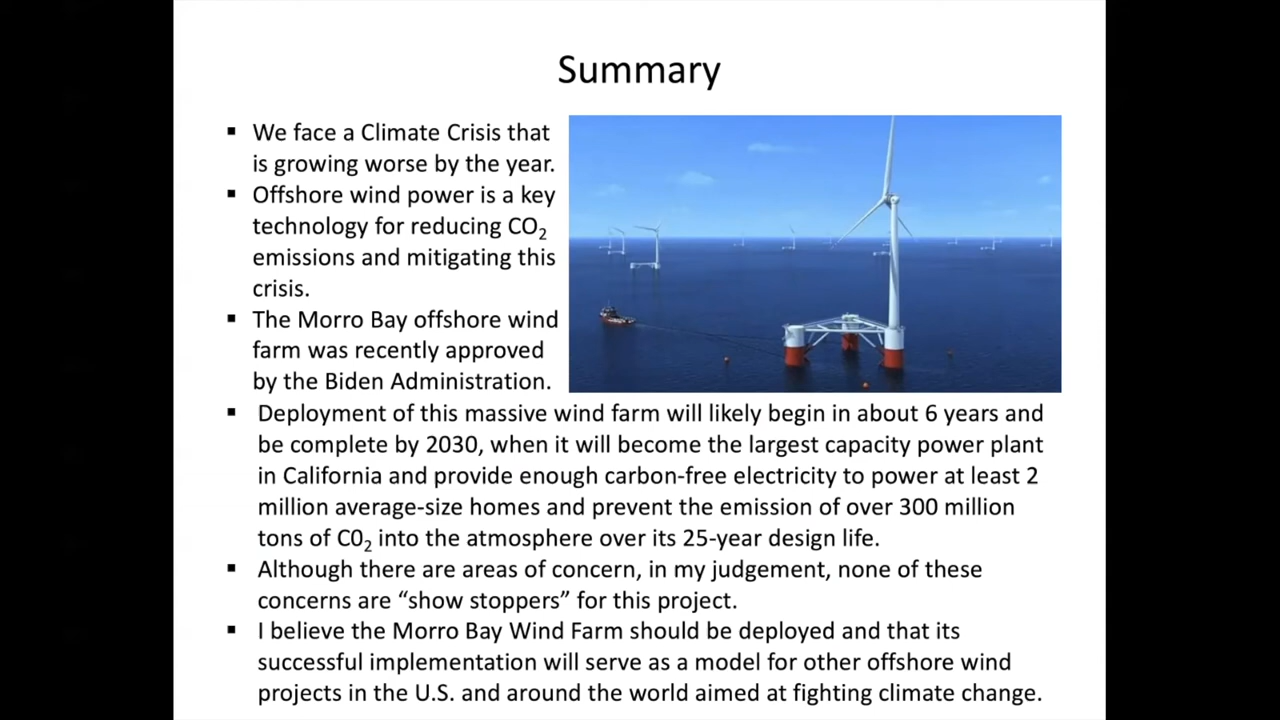 Summary
▪ We face a Climate Crisis that
is growing worse by the year.
▪ Offshore wind power is a key
technology for reducing CO₂
emissions and mitigating this
crisis.
▪ The Morro Bay offshore wind
farm was recently approved
by the Biden Administration.
▪ Deployment of this massive wind farm will likely begin in about 6 years and
be complete by 2030, when it will become the largest capacity power plant
in California and provide enough carbon-free electricity to power at least 2
million average-size homes and prevent the emission of over 300 million
tons of C0₂ into the atmosphere over its 25-year design life.
▪ Although there are areas of concern, in my judgement, none of these
concerns are “show stoppers” for this project.
▪ I believe the Morro Bay Wind Farm should be deployed and that its
successful implementation will serve as a model for other offshore wind
projects in the U.S. and around the world aimed at fighting climate change.